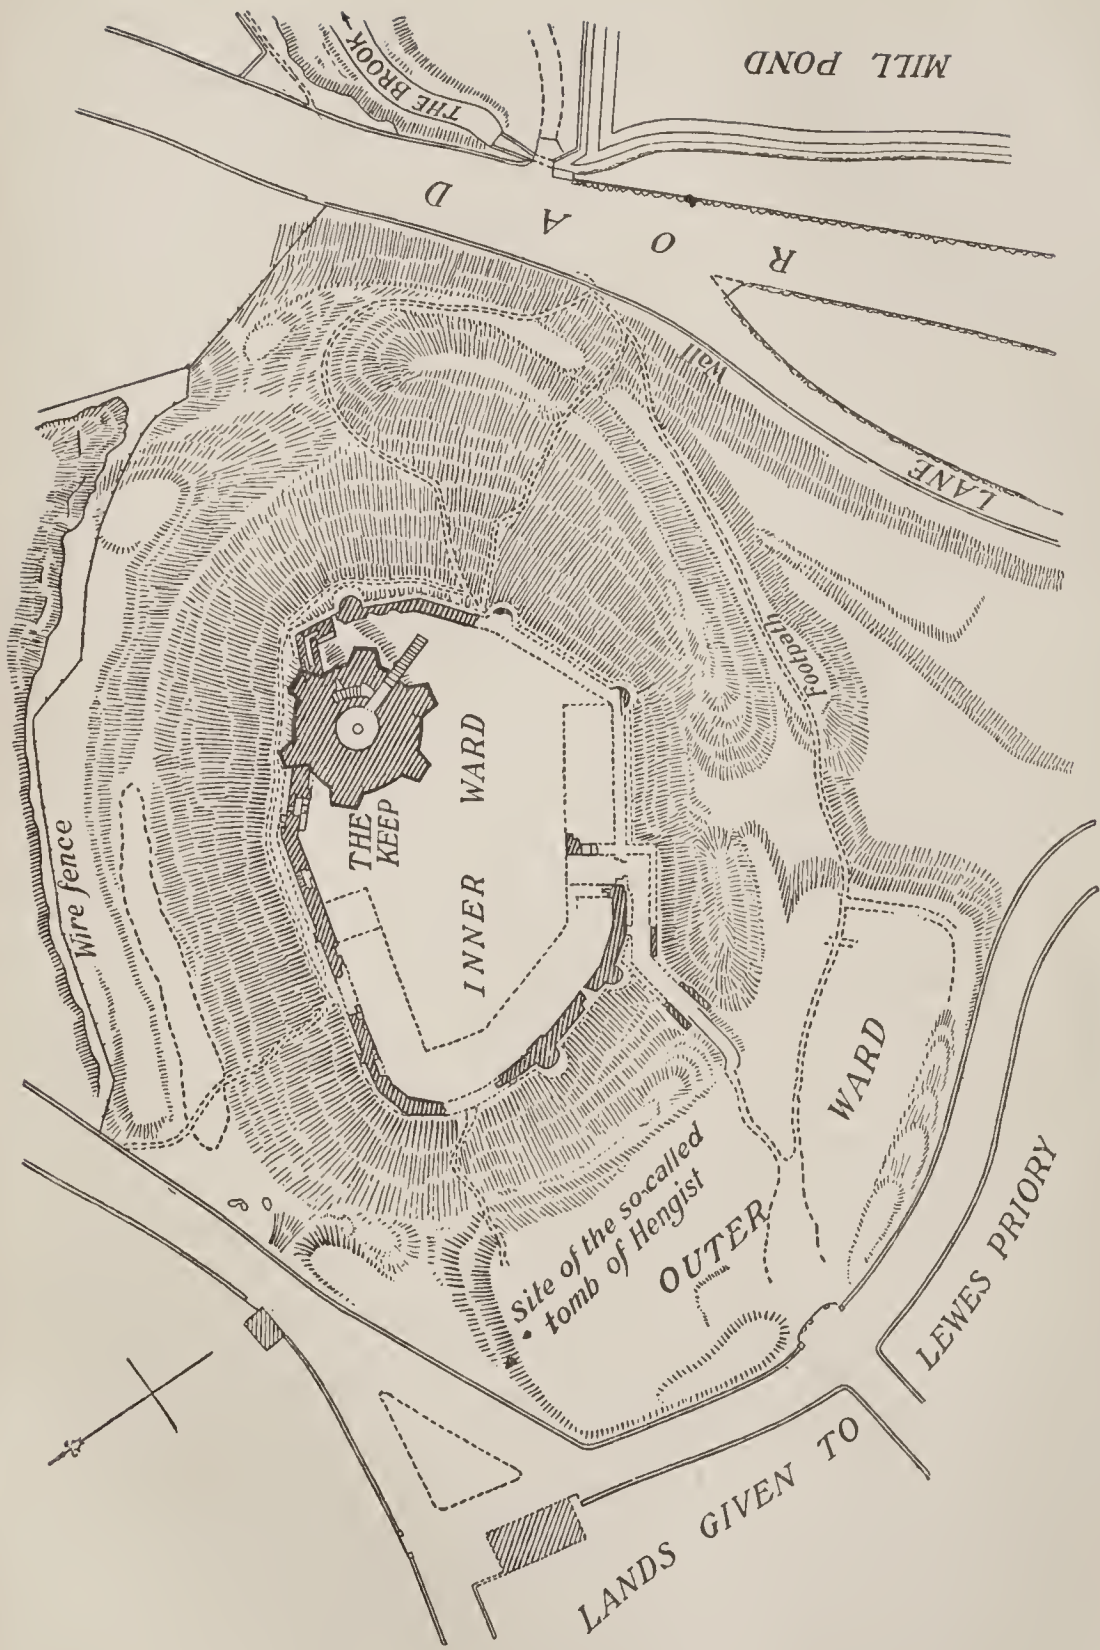 MILL POND
THE BROOK
ROAD
Wall
LANE
Footpath
Wire fence
THE
KEEP
INNER WARD
OUTER WARD
Site of the so-called
tomb of Hengist
LANDS GIVEN TO
LEWES PRIORY